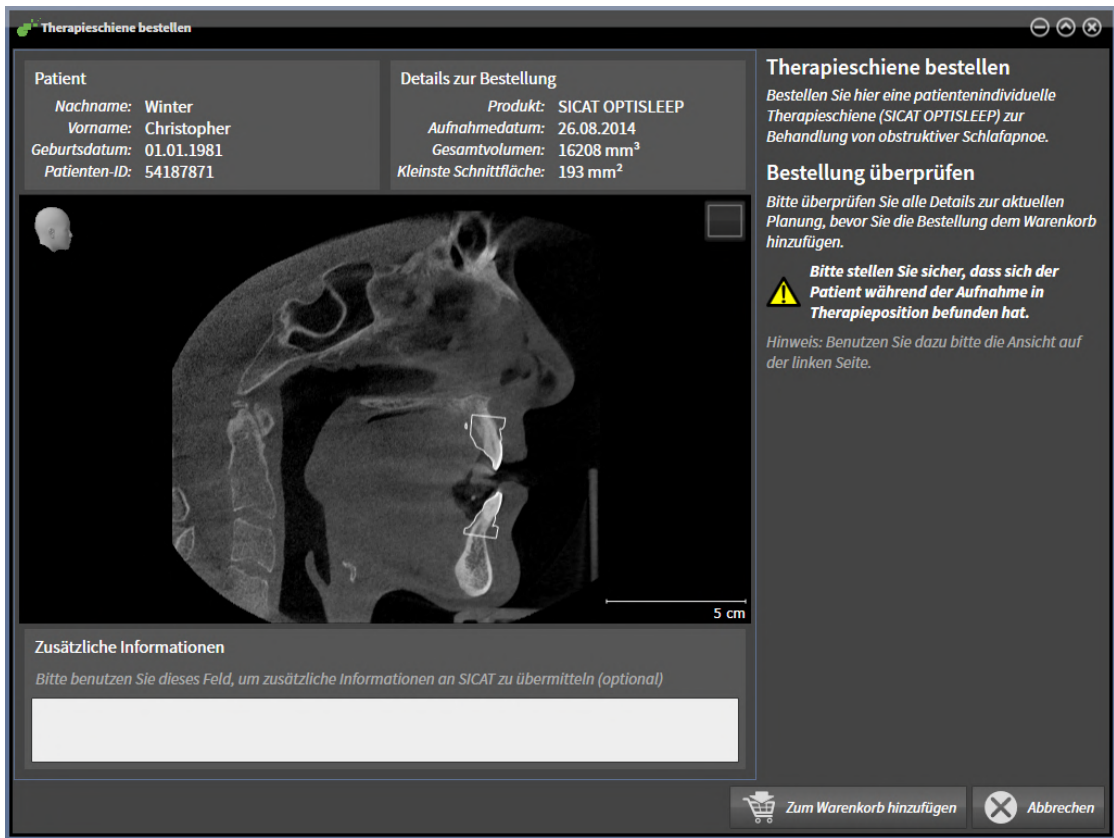 Therapieschiene bestellen
Patient
Nachname: Winter
Vorname: Christopher
Geburtsdatum: 01.01.1981
Patienten-ID: 54187871
Details zur Bestellung
Produkt: SICAT OPTISLEEP
Aufnahmedatum: 26.08.2014
Gesamtvolumen: 16208 mm³
Kleinste Schnittfläche: 193 mm²
5 cm
Zusätzliche Informationen
Bitte benutzen Sie dieses Feld, um zusätzliche Informationen an SICAT zu übermitteln (optional)
Therapieschiene bestellen
Bestellen Sie hier eine patientenindividuelle
Therapieschiene (SICAT OPTISLEEP) zur
Behandlung von obstruktiver Schlafapnoe.
Bestellung überprüfen
Bitte überprüfen Sie alle Details zur aktuellen
Planung, bevor Sie die Bestellung dem Warenkorb
hinzufügen.
Bitte stellen Sie sicher, dass sich der
Patient während der Aufnahme in
Therapieposition befunden hat.
Hinweis: Benutzen Sie dazu bitte die Ansicht auf
der linken Seite.
Zum Warenkorb hinzufügen
Abbrechen